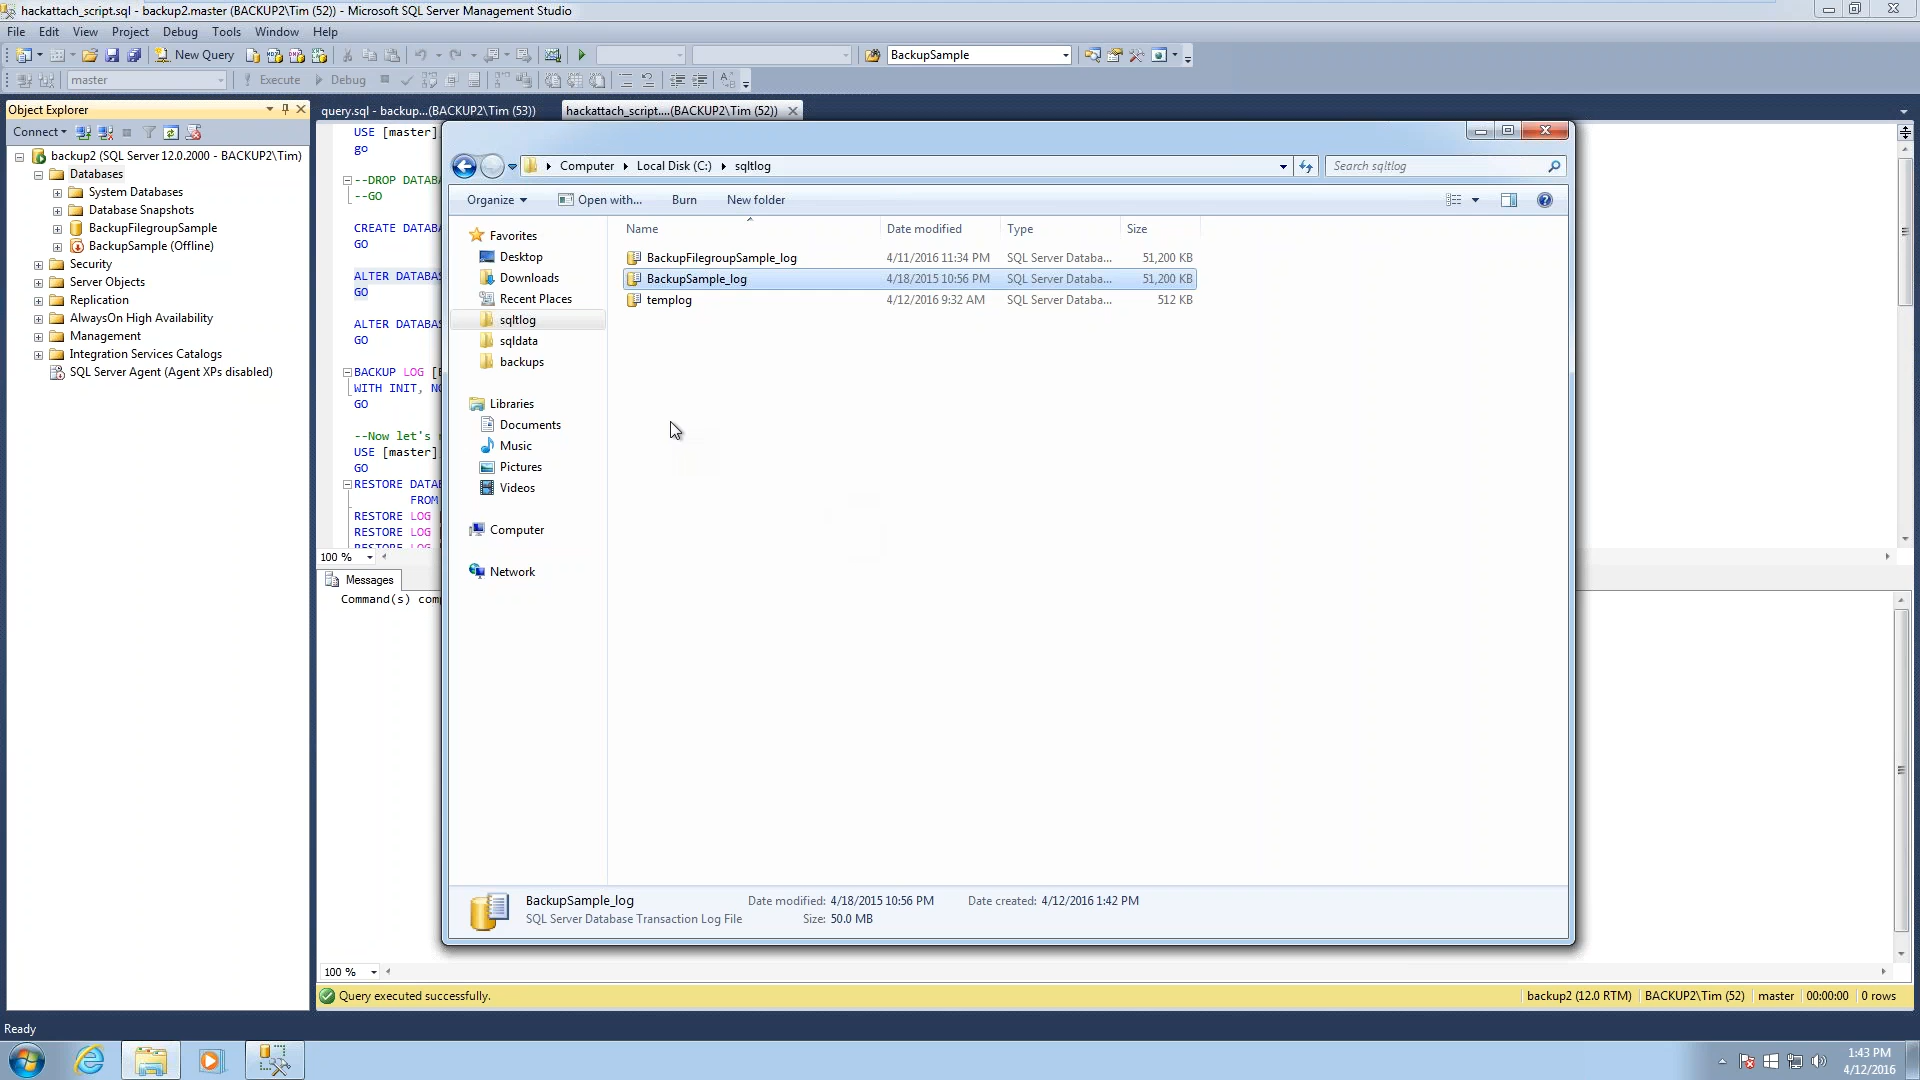 hackattach_script.sql - backup2.master (BACKUP2\Tim (52)) - Microsoft SQL Server Management Studio
File Edit View Project Debug Tools Window Help
New Query
BackupSample
master Execute Debug
Object Explorer
query.sql - backup...(BACKUP2\Tim (53)) hackattach_script....(BACKUP2\Tim (52))
Connect
backup2 (SQL Server 12.0.2000 - BACKUP2\Tim)
Databases
System Databases
Database Snapshots
BackupFilegroupSample
BackupSample (Offline)
Security
Server Objects
Replication
AlwaysOn High Availability
Management
Integration Services Catalogs
SQL Server Agent (Agent XPs disabled)
USE [master]
go
--DROP DATABA
--GO
CREATE DATABA
GO
ALTER DATABAS
GO
ALTER DATABAS
GO
BACKUP LOG [B
WITH INIT, NO
GO
--Now let's
USE [master]
GO
RESTORE DATAB
FROM
RESTORE LOG
RESTORE LOG
RESTORE LOG
100 %
Messages
Command(s) comp
Computer Local Disk (C:) sqltlog
Search sqltlog
Organize Open with... Burn New folder
Favorites
Desktop
Downloads
Recent Places
sqltlog
sqldata
backups
Libraries
Documents
Music
Pictures
Videos
Computer
Network
Name Date modified Type Size
BackupFilegroupSample_log 4/11/2016 11:34 PM SQL Server Databa... 51,200 KB
BackupSample_log 4/18/2015 10:56 PM SQL Server Databa... 51,200 KB
templog 4/12/2016 9:32 AM SQL Server Databa... 512 KB
BackupSample_log Date modified: 4/18/2015 10:56 PM Date created: 4/12/2016 1:42 PM
SQL Server Database Transaction Log File Size: 50.0 MB
100 %
Query executed successfully. backup2 (12.0 RTM) BACKUP2\Tim (52) master 00:00:00 0 rows
Ready
1:43 PM
4/12/2016